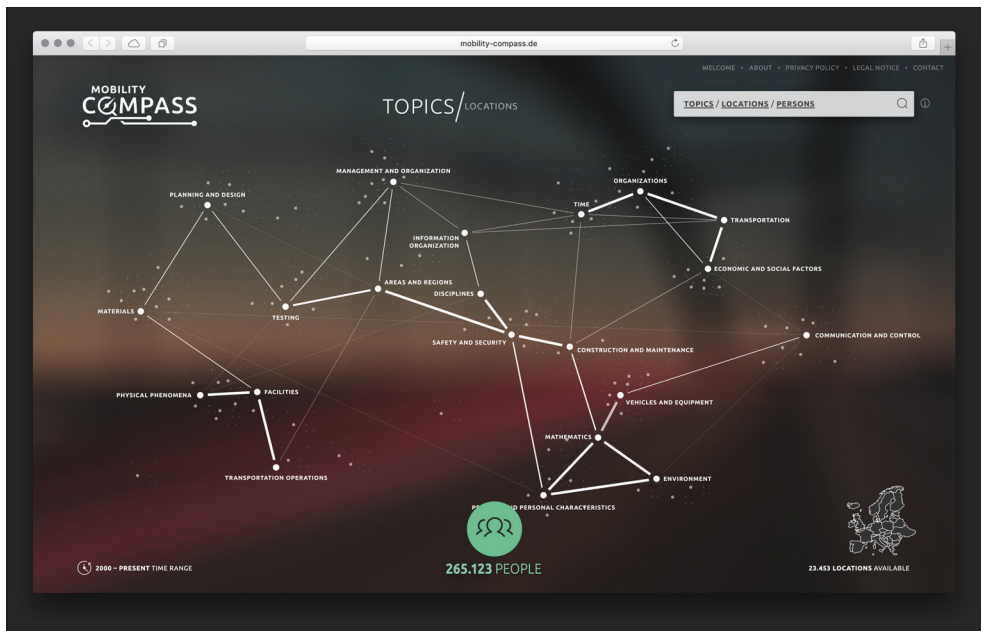 mobility-compass.de
WELCOME • ABOUT • PRIVACY POLICY • LEGAL NOTICE • CONTACT
MOBILITY
COMPASS
TOPICS/LOCATIONS
TOPICS / LOCATIONS / PERSONS
MANAGEMENT AND ORGANIZATION
ORGANIZATIONS
PLANNING AND DESIGN
TIME
TRANSPORTATION
INFORMATION
ORGANIZATION
ECONOMIC AND SOCIAL FACTORS
AREAS AND REGIONS
DISCIPLINES
MATERIALS
TESTING
COMMUNICATION AND CONTROL
SAFETY AND SECURITY
CONSTRUCTION AND MAINTENANCE
PHYSICAL PHENOMENA
FACILITIES
VEHICLES AND EQUIPMENT
MATHEMATICS
TRANSPORTATION OPERATIONS
ENVIRONMENT
PERSONAL CHARACTERISTICS
2000 – PRESENT TIME RANGE
265.123 PEOPLE
23.453 LOCATIONS AVAILABLE